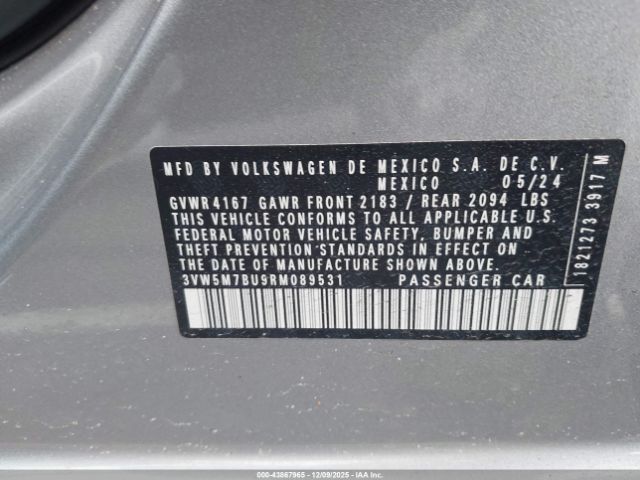 MFD BY VOLKSWAGEN DE MEXICO S.A. DE C.V.
MEXICO 05/24
GVWR 4167 GAWR FRONT 2183 / REAR 2094 LBS
THIS VEHICLE CONFORMS TO ALL APPLICABLE U.S.
FEDERAL MOTOR VEHICLE SAFETY, BUMPER AND
THEFT PREVENTION STANDARDS IN EFFECT ON
THE DATE OF MANUFACTURE SHOWN ABOVE.
3VW5M7BU9RM089531 PASSENGER CAR
1821273 3917 M
000-43867965 | 12/09/2025 | IAA Inc.